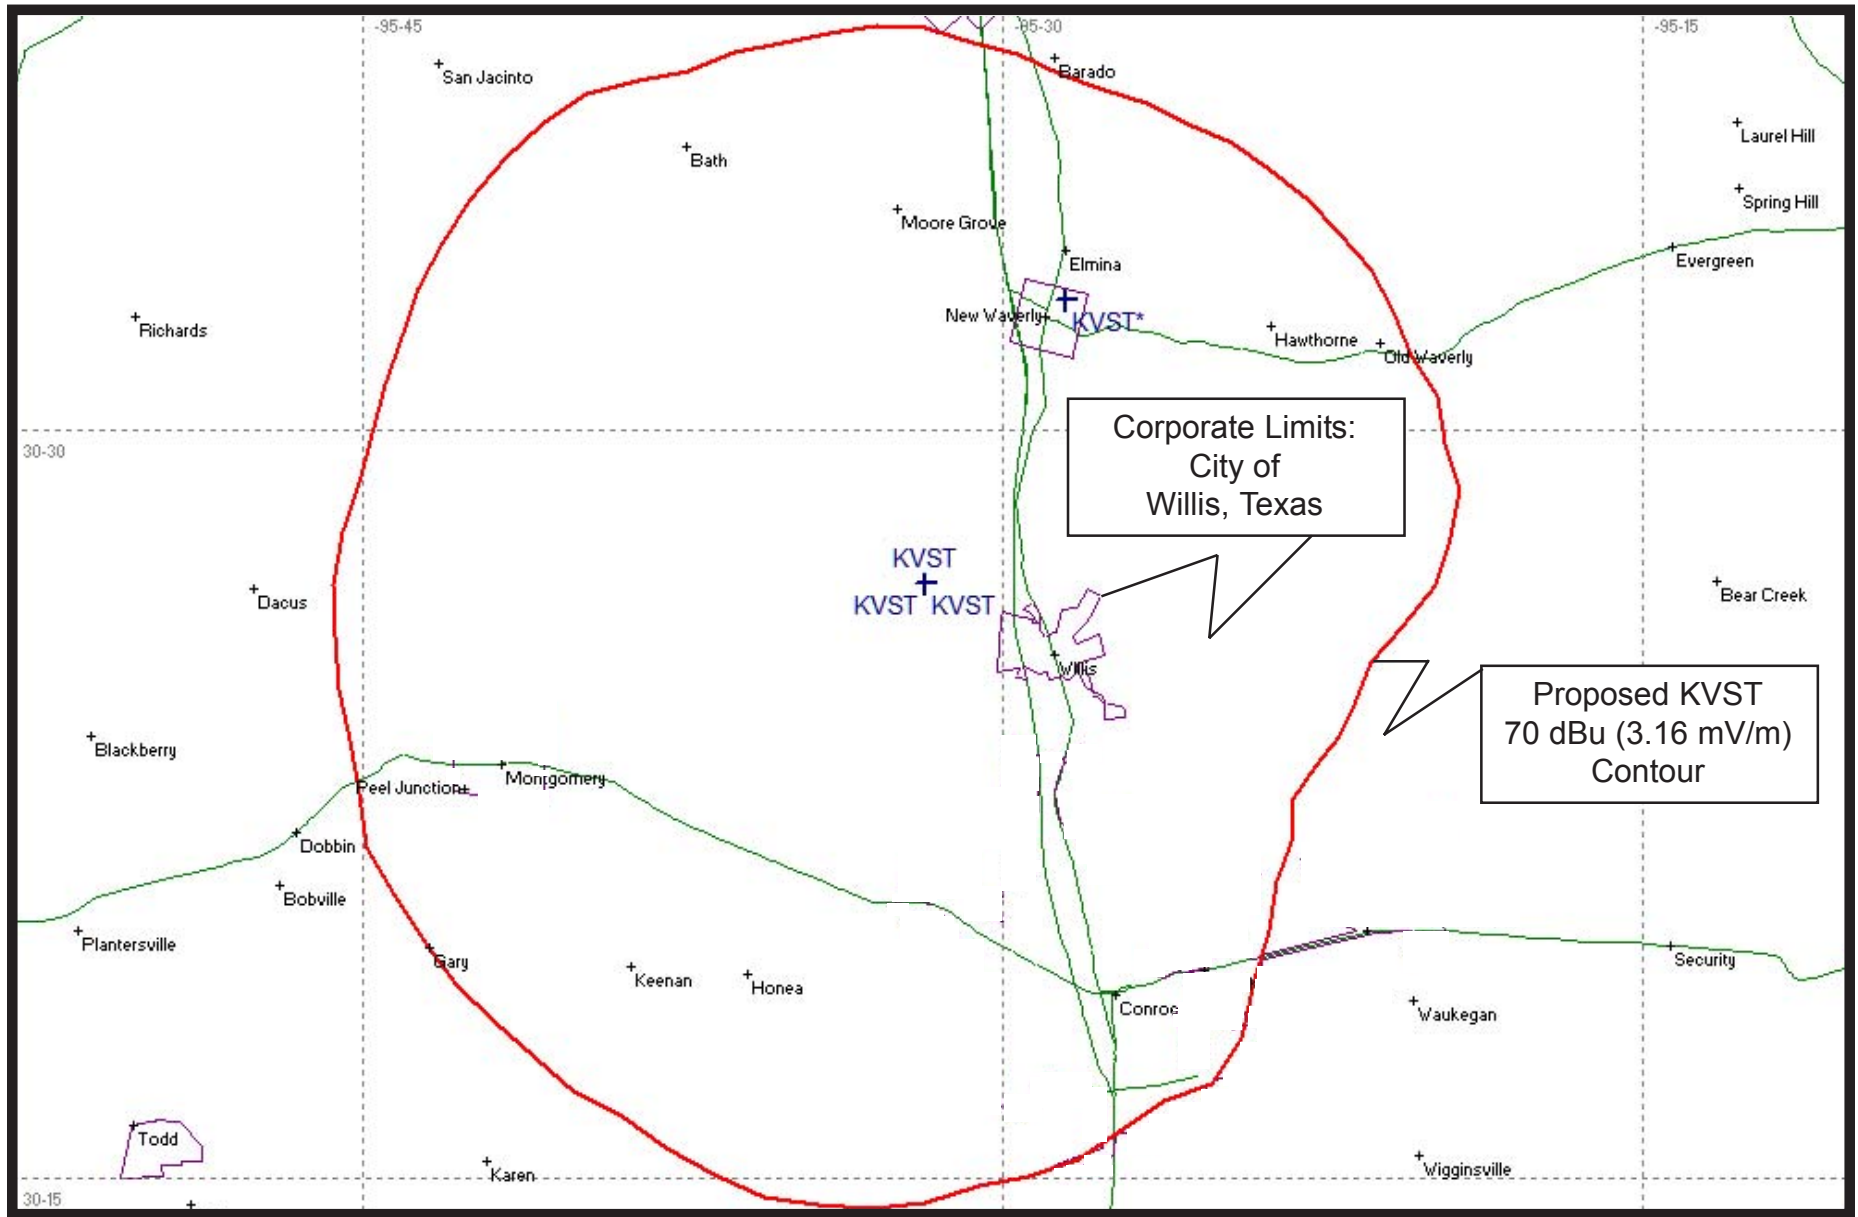 -95-45
-95-30
-95-15
San Jacinto
Barado
Laurel Hill
Bath
Spring Hill
Moore Grove
Elmina
Evergreen
New Waverly
KVST*
Richards
Hawthorne
Old Waverly
Corporate Limits:
City of
Willis, Texas
30-30
KVST
KVST KVST
Dacus
Bear Creek
Willis
Proposed KVST
70 dBu (3.16 mV/m)
Contour
Blackberry
Peel Junction
Montgomery
Dobbin
Bobville
Plantersville
Gary
Keenan
Honea
Security
Conroe
Waukegan
Todd
Karen
Wigginsville
30-15